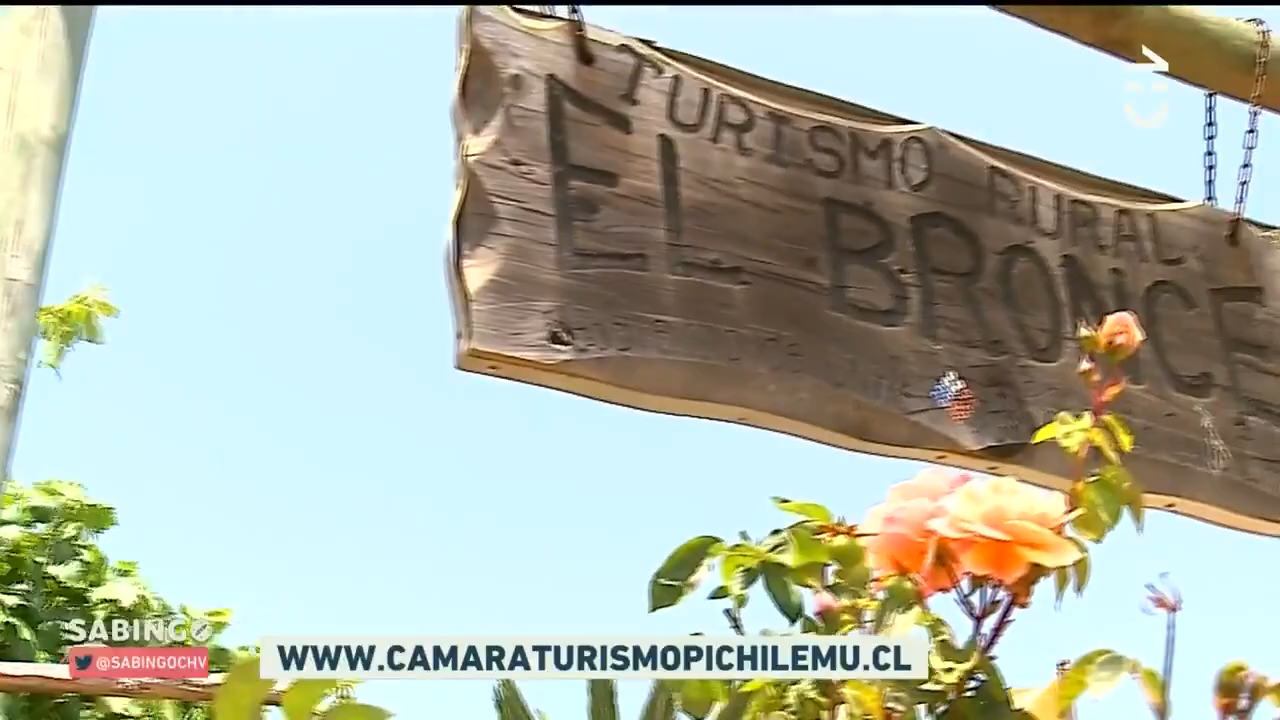 TURISMO RURAL
EL BRONCE
SABINGO
@SABINGOCHV
WWW.CAMARATURISMOPICHILEMU.CL